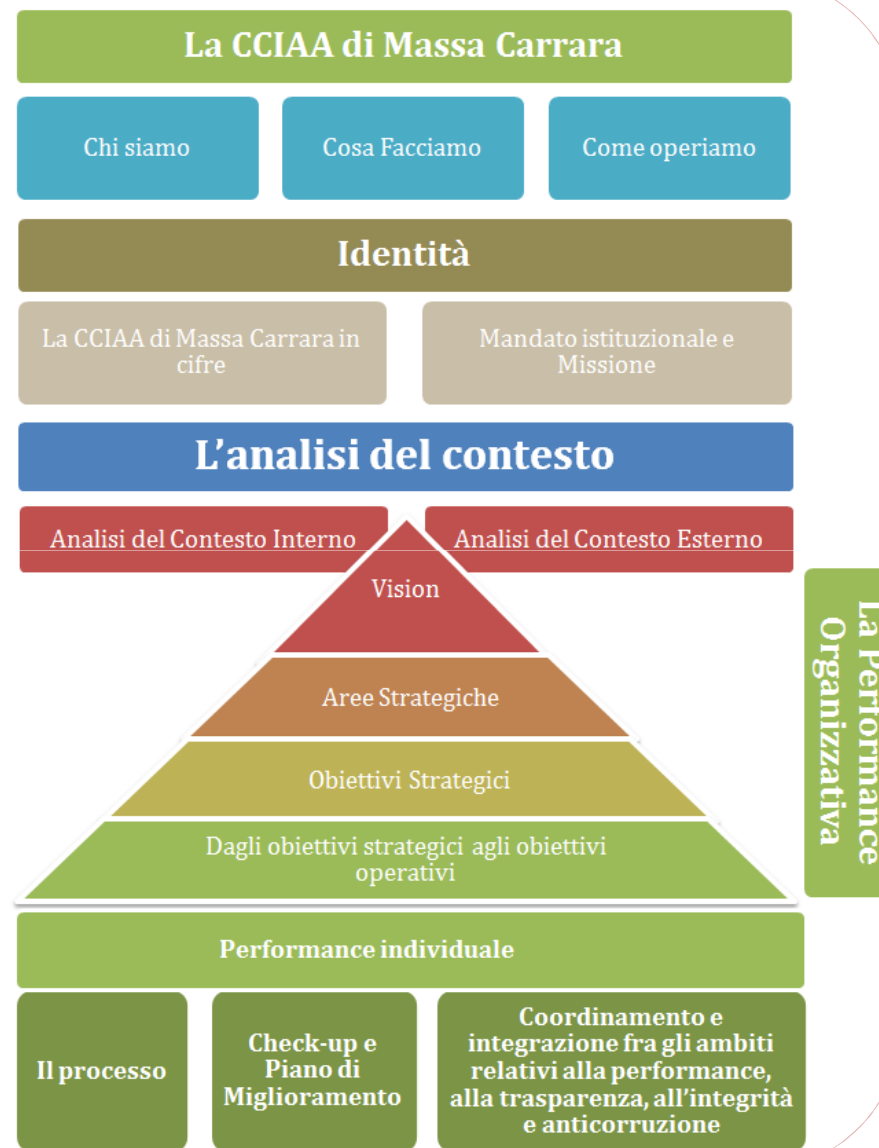 La CCIAA di Massa Carrara
Chi siamo
Cosa Facciamo
Come operiamo
Identità
La CCIAA di Massa Carrara in
cifre
Mandato istituzionale e
Missione
L'analisi del contesto
Analisi del Contesto Interno
Analisi del Contesto Esterno
Vision
Aree Strategiche
Obiettivi Strategici
Dagli obiettivi strategici agli obiettivi
operativi
La Performance
Organizzativa
Performance individuale
Il processo
Check-up e
Piano di
Miglioramento
Coordinamento e
integrazione fra gli ambiti
relativi alla performance,
alla trasparenza, all'integrità
e anticorruzione